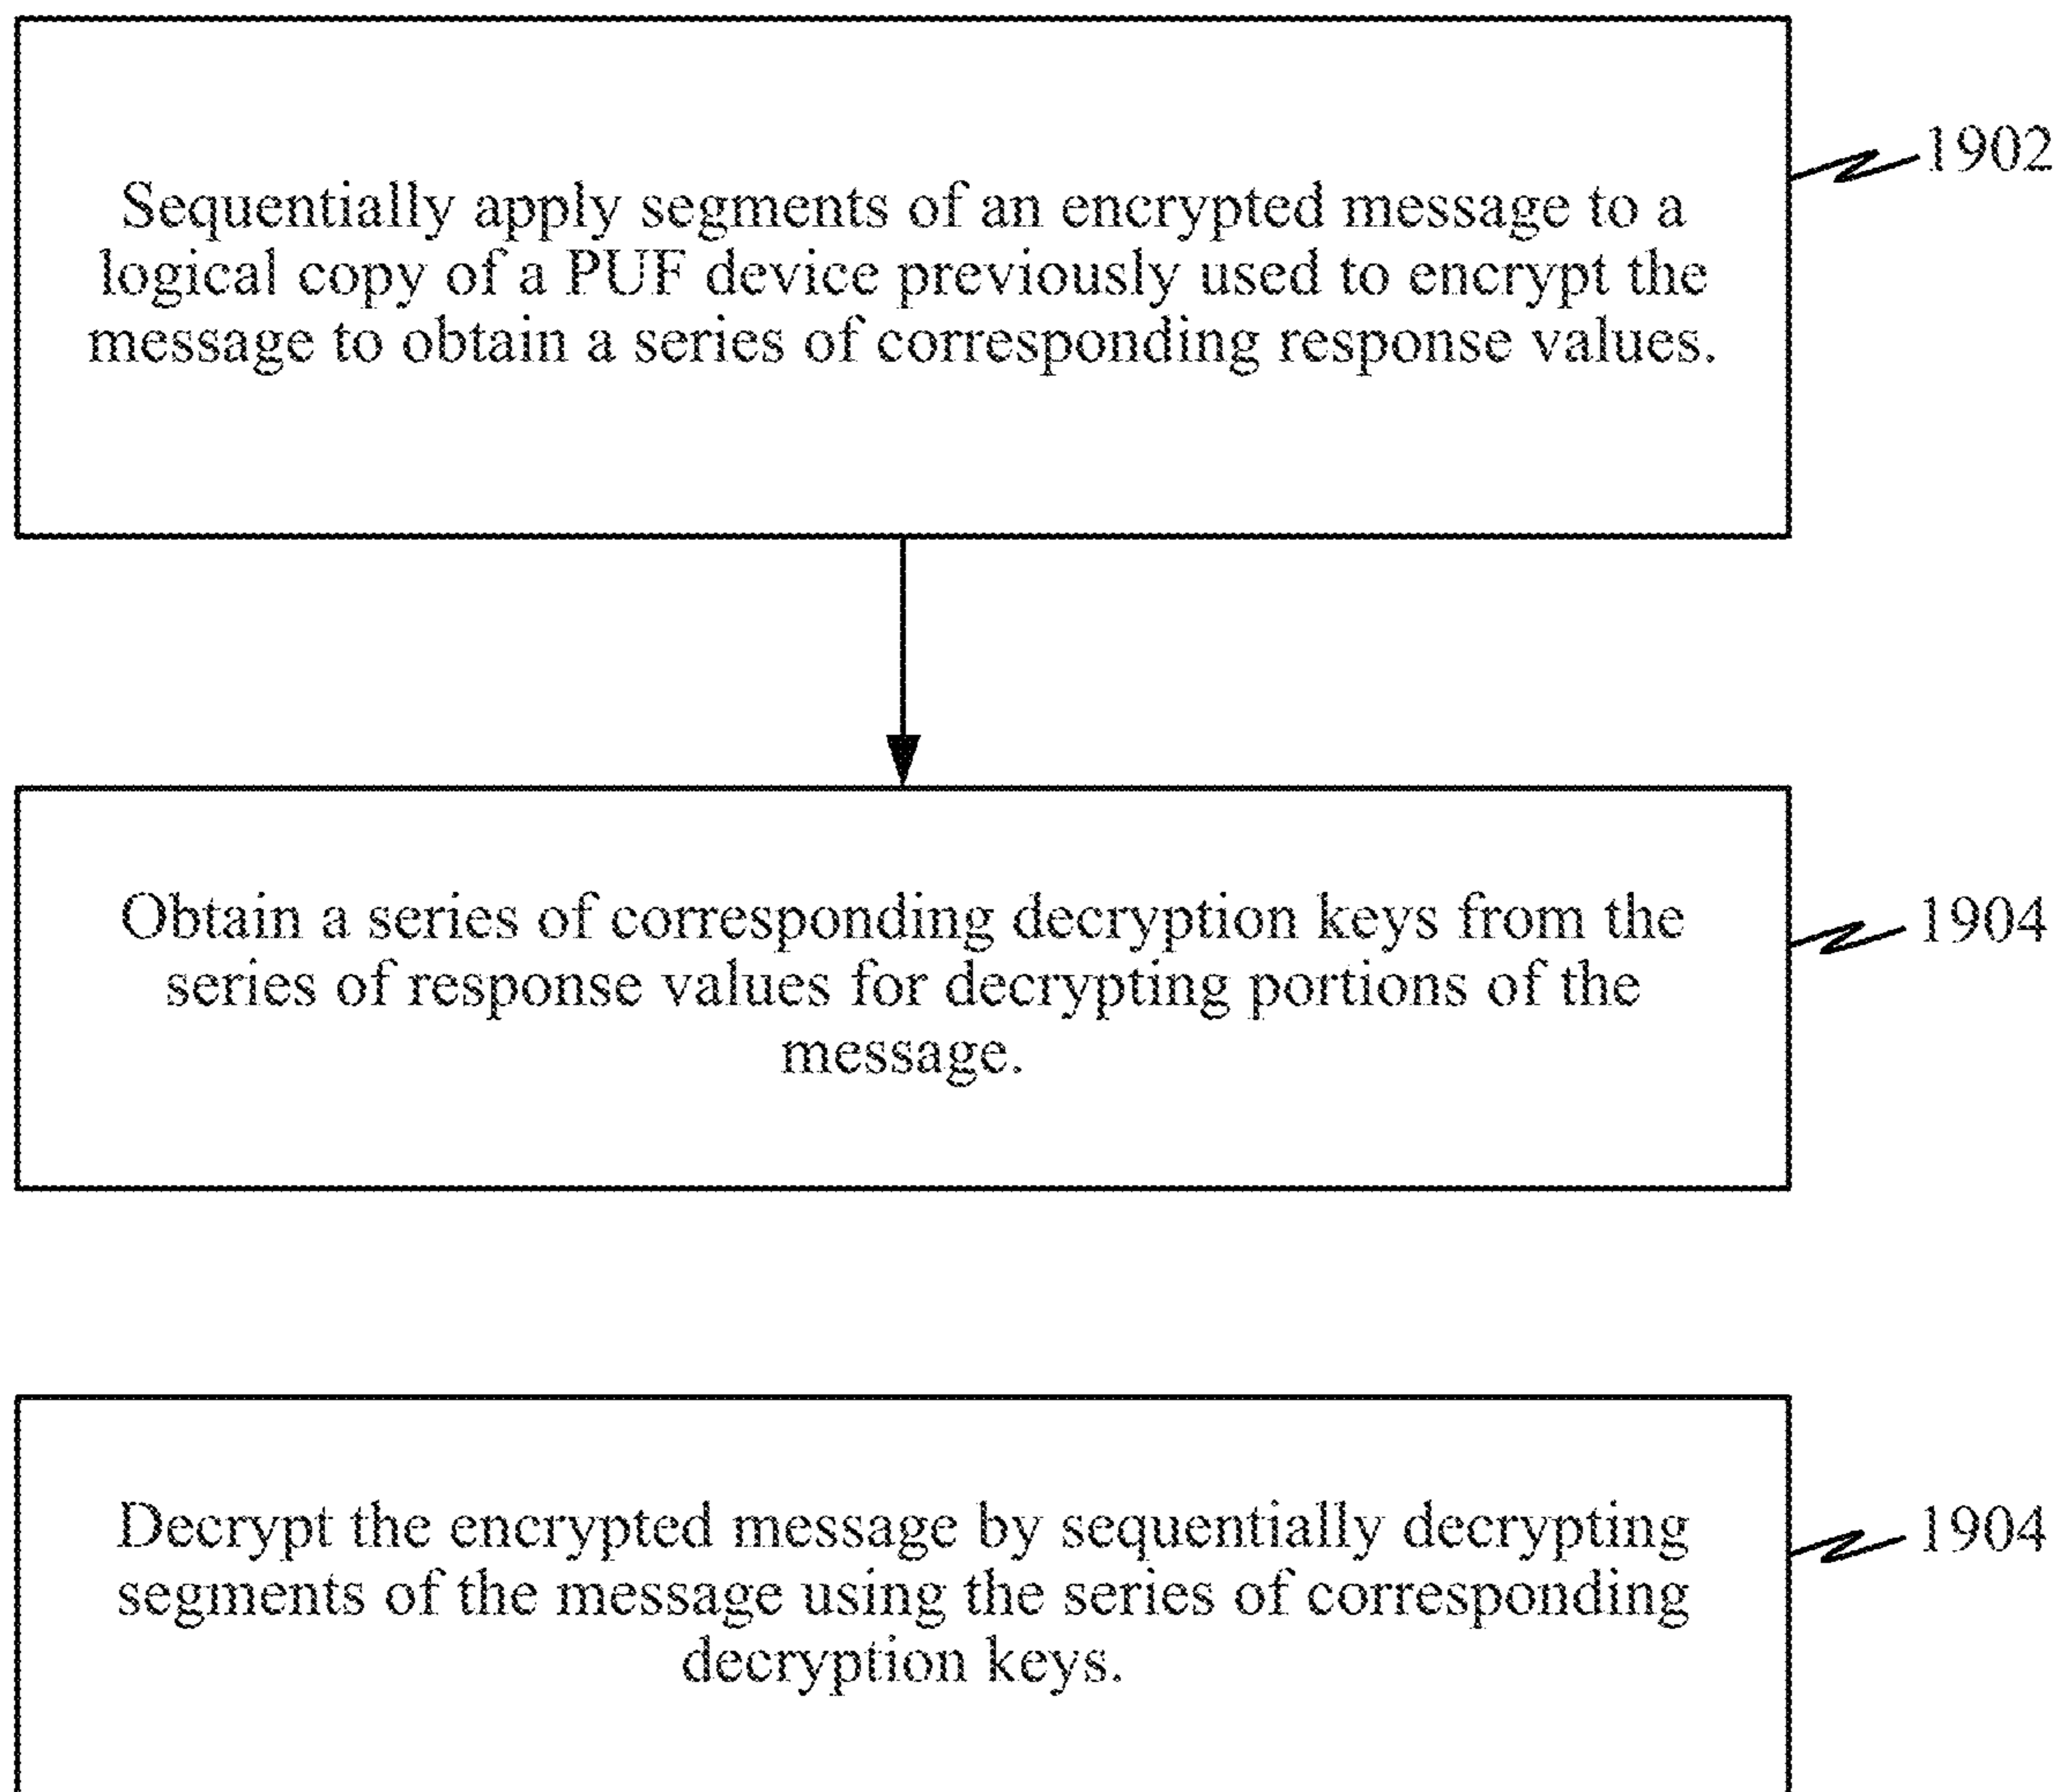 Sequentially apply segments of an encrypted message to a
logical copy of a PUF device previously used to encrypt the
message to obtain a series of corresponding response values.
1902
Obtain a series of corresponding decryption keys from the
series of response values for decrypting portions of the
message.
1904
Decrypt the encrypted message by sequentially decrypting
segments of the message using the series of corresponding
decryption keys.
1904